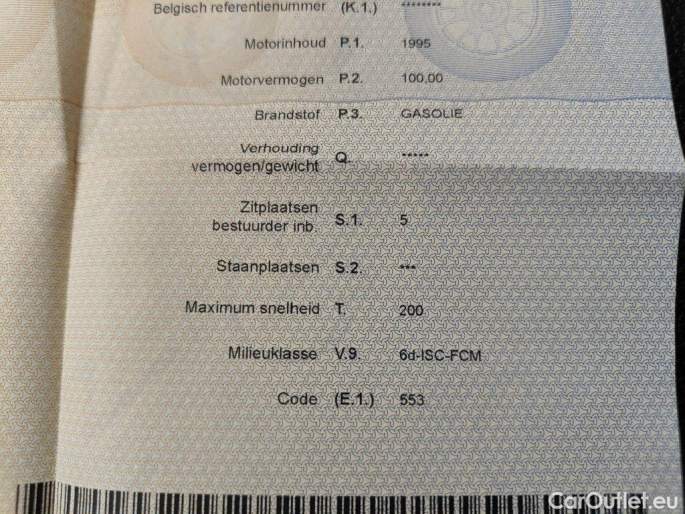 Belgisch referentienummer (K.1.) ********
Motorinhoud P.1. 1995
Motorvermogen P.2. 100,00
Brandstof P.3. GASOLIE
Verhouding
vermogen/gewicht Q. *****
Zitplaatsen
bestuurder inb. S.1. 5
Staanplaatsen S.2. ***
Maximum snelheid T. 200
Milieuklasse V.9. 6d-ISC-FCM
Code (E.1.) 553
CarOutlet.eu